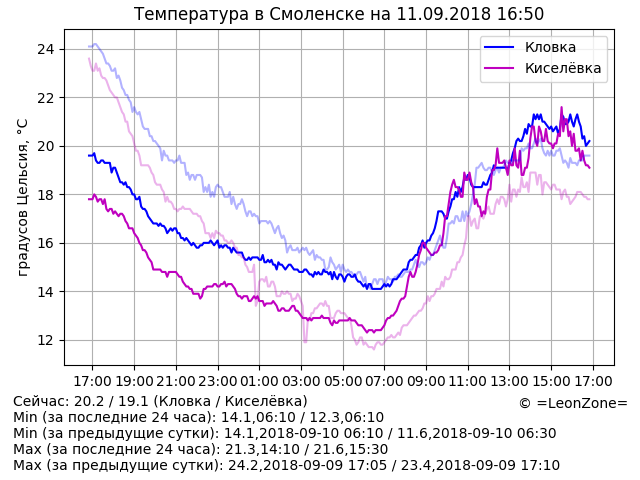 Температура в Смоленске на 11.09.2018 16:50
Кловка
Киселёвка
градусов Цельсия, °C
24
22
20
18
16
14
12
17:00 19:00 21:00 23:00 01:00 03:00 05:00 07:00 09:00 11:00 13:00 15:00 17:00
Сейчас: 20.2 / 19.1 (Кловка / Киселёвка)
© =LeonZone=
Min (за последние 24 часа): 14.1,06:10 / 12.3,06:10
Min (за предыдущие сутки): 14.1,2018-09-10 06:10 / 11.6,2018-09-10 06:30
Max (за последние 24 часа): 21.3,14:10 / 21.6,15:30
Max (за предыдущие сутки): 24.2,2018-09-09 17:05 / 23.4,2018-09-09 17:10